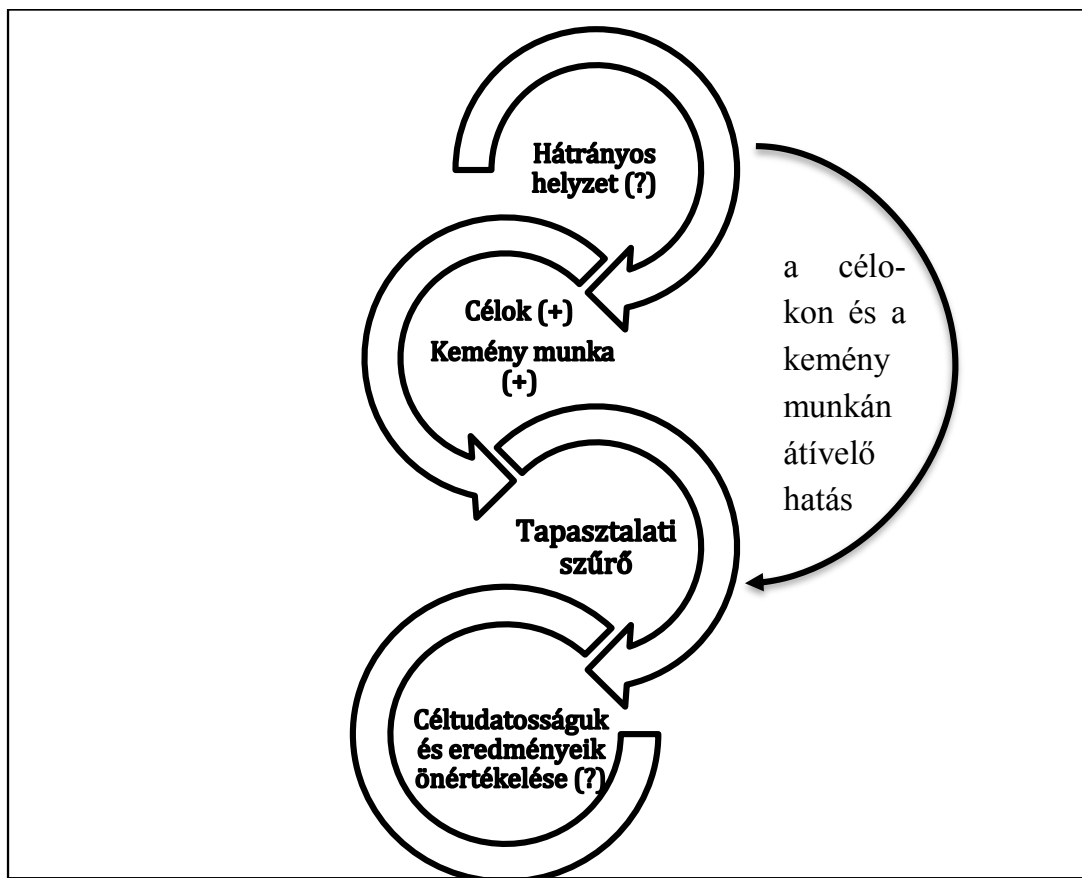 Hátrányos
helyzet (?)
a célo-
kon és a
kemény
munkán
átívelő
hatás
Célok (+)
Kemény munka
(+)
Tapasztalati
szűrő
Céltudatosságuk
és eredményeik
önértékelése (?)